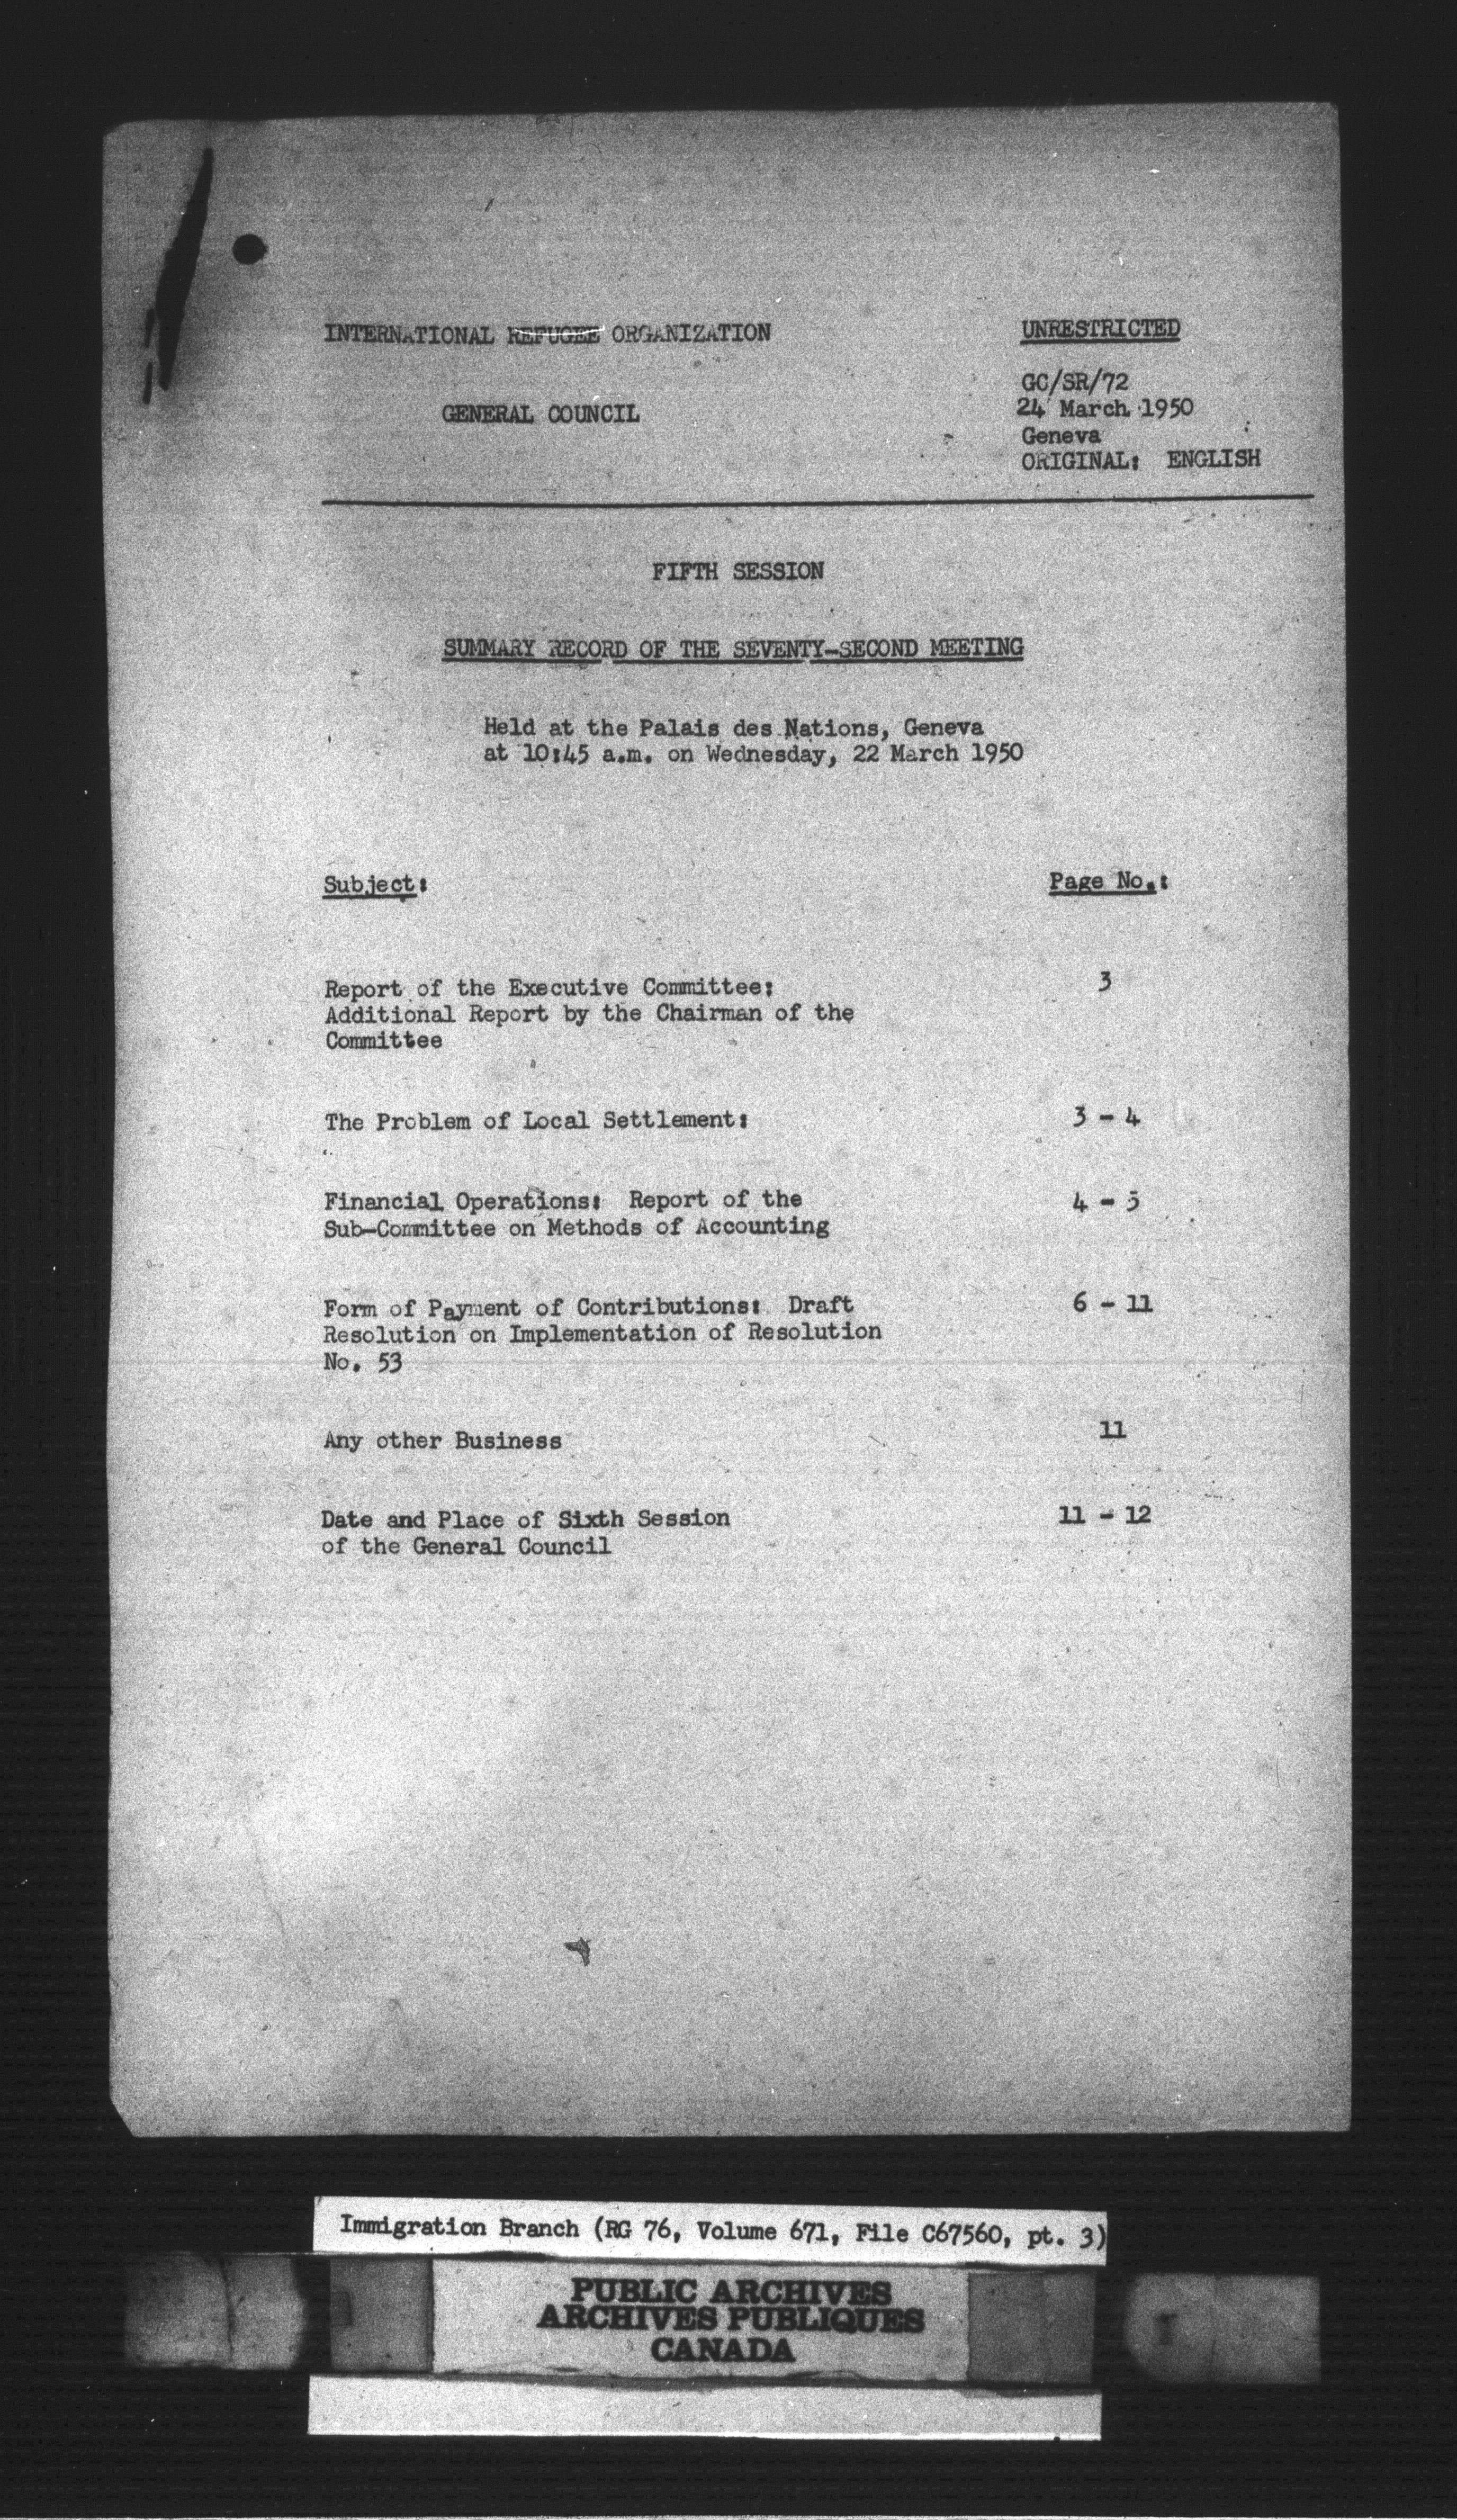 INTERNATIONAL REFUGEE ORGANIZATION
UNRESTRICTED
GENERAL COUNCIL
GC/SR/72
24 March 1950
Geneva
ORIGINAL: ENGLISH
FIFTH SESSION
SUMMARY RECORD OF THE SEVENTY-SECOND MEETING
Held at the Palais des Nations, Geneva
at 10:45 a.m. on Wednesday, 22 March 1950
Subject: Page No.:
Report of the Executive Committee: 3
Additional Report by the Chairman of the
Committee
The Problem of Local Settlement: 3 - 4
Financial Operations: Report of the 4 - 5
Sub-Committee on Methods of Accounting
Form of Payment of Contributions: Draft 6 - 11
Resolution on Implementation of Resolution
No. 53
Any other Business 11
Date and Place of Sixth Session 11 - 12
of the General Council
Immigration Branch (RG 76, Volume 671, File C67560, pt. 3)
PUBLIC ARCHIVES
ARCHIVES PUBLIQUES
CANADA